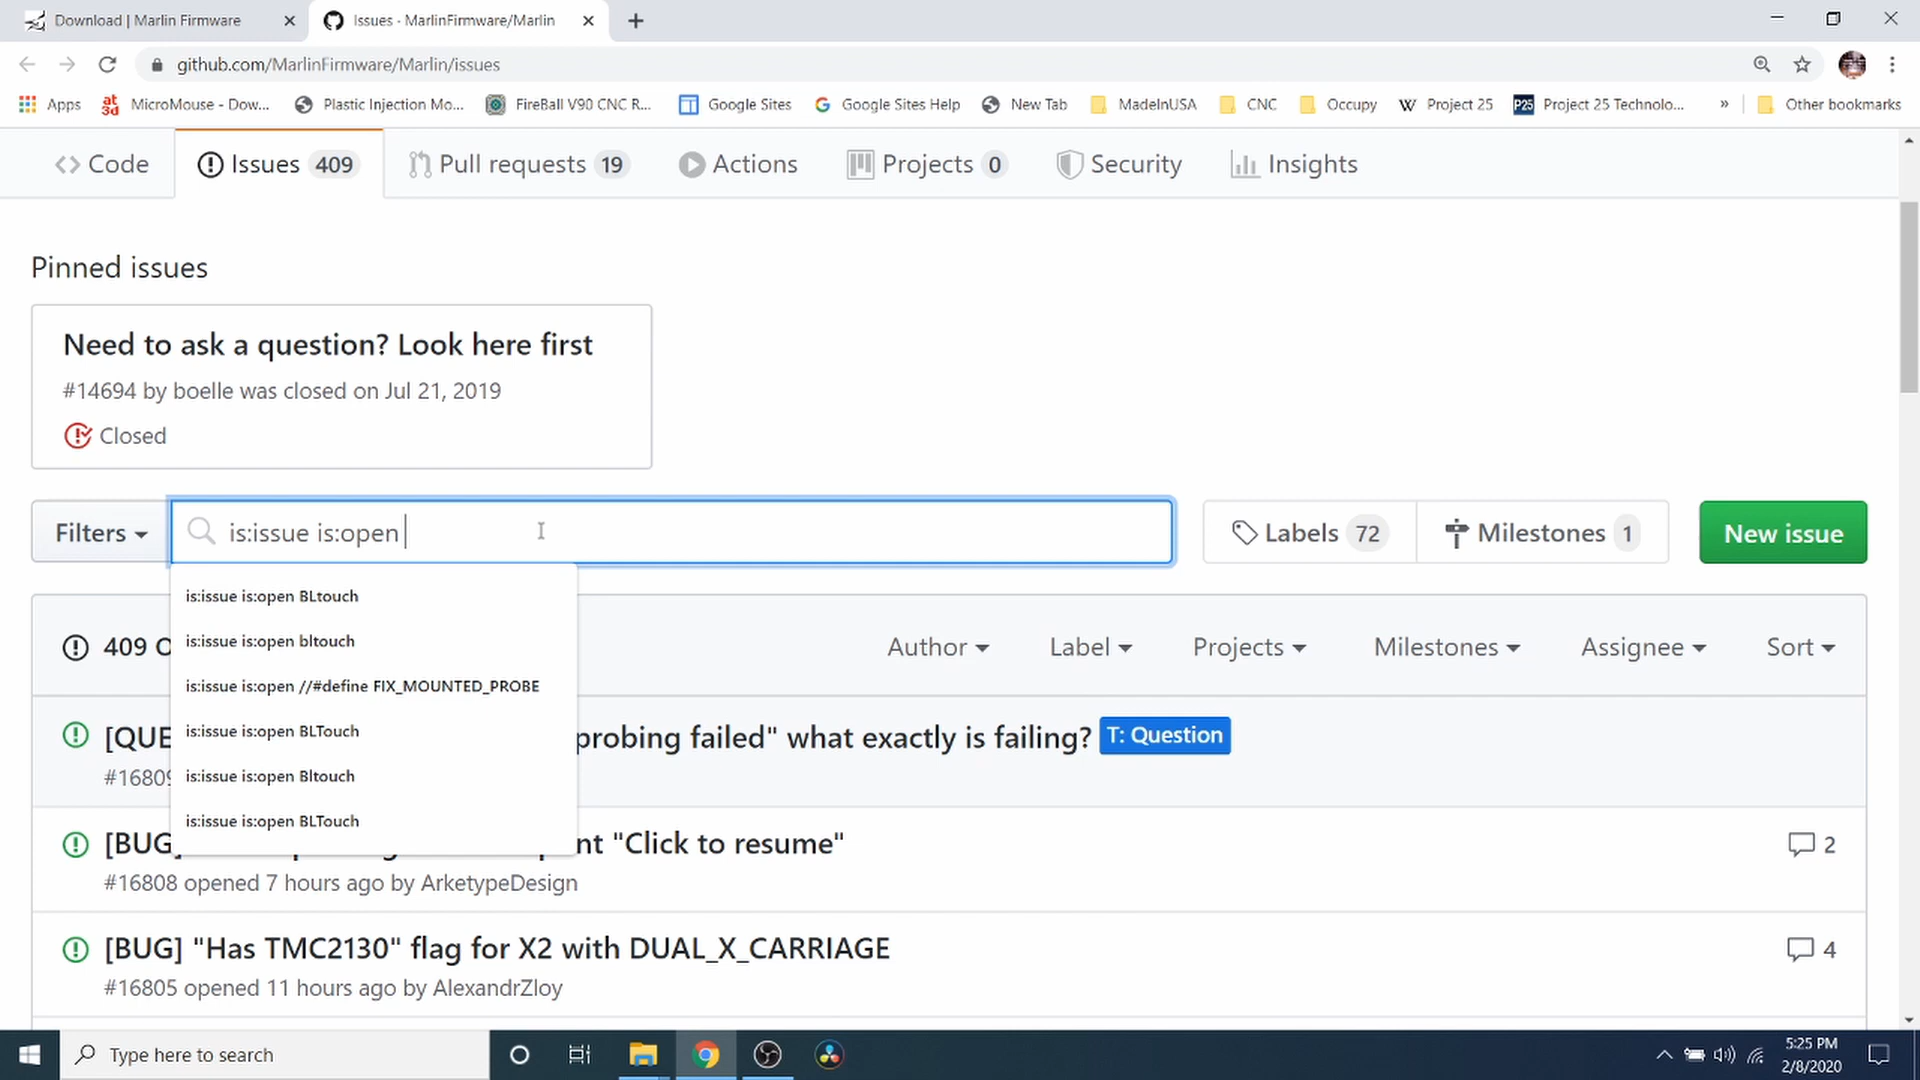 Download | Marlin Firmware
Issues · MarlinFirmware/Marlin
github.com/MarlinFirmware/Marlin/issues
Apps
at 3d
MicroMouse - Dow...
Plastic Injection Mo...
FireBall V90 CNC R...
Google Sites
Google Sites Help
New Tab
MadeInUSA
CNC
Occupy
W
Project 25
P25
Project 25 Technolo...
»
Other bookmarks
Code
Issues 409
Pull requests 19
Actions
Projects 0
Security
Insights
Pinned issues
Need to ask a question? Look here first
#14694 by boelle was closed on Jul 21, 2019
Closed
Filters
is:issue is:open
Labels 72
Milestones 1
New issue
is:issue is:open BLtouch
is:issue is:open bltouch
is:issue is:open //#define FIX_MOUNTED_PROBE
is:issue is:open BLTouch
is:issue is:open Bltouch
is:issue is:open BLTouch
409 O
Author
Label
Projects
Milestones
Assignee
Sort
[QUE probing failed" what exactly is failing? T: Question
#16809
[BUG] nt "Click to resume"
2
#16808 opened 7 hours ago by ArketypeDesign
[BUG] "Has TMC2130" flag for X2 with DUAL_X_CARRIAGE
4
#16805 opened 11 hours ago by AlexandrZloy
Type here to search
5:25 PM
2/8/2020